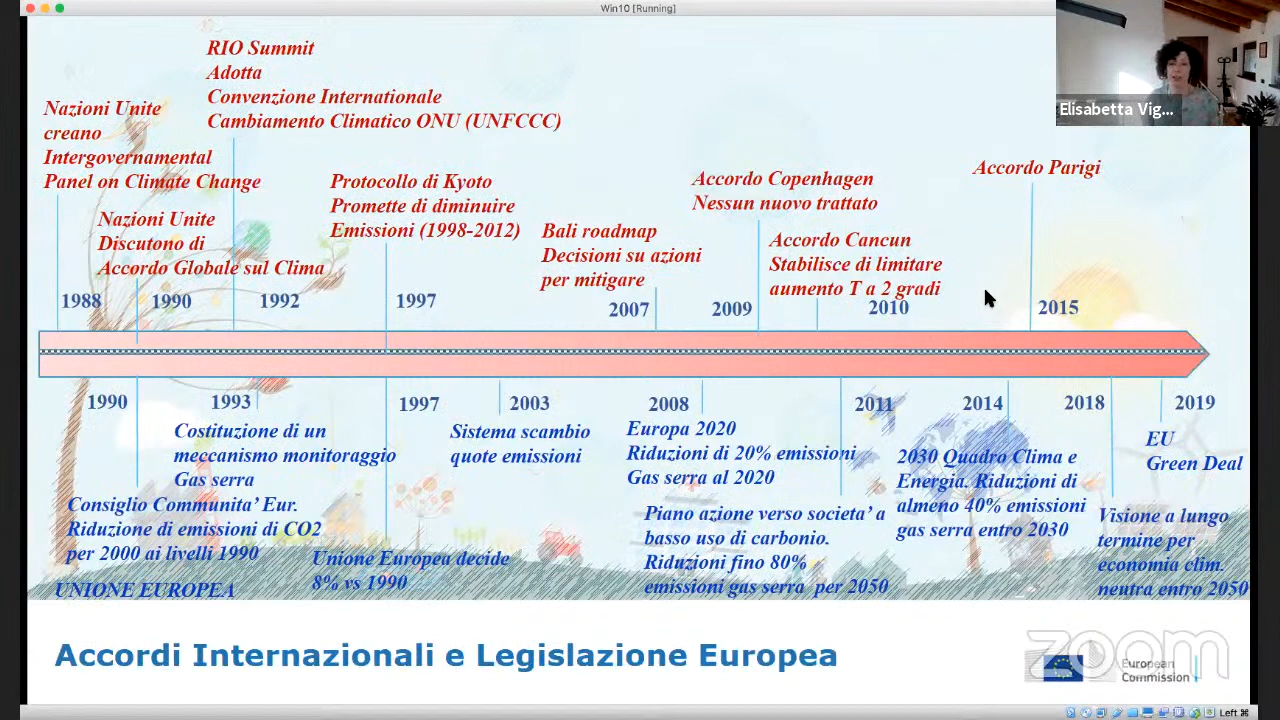 Win10 [Running]
Elisabetta Vig...
RIO Summit
Adotta
Convenzione Internationale
Cambiamento Climatico ONU (UNFCCC)
Nazioni Unite
creano
Intergovernamental
Panel on Climate Change
Nazioni Unite
Discutono di
Accordo Globale sul Clima
Protocollo di Kyoto
Promette di diminuire
Emissioni (1998-2012)
Bali roadmap
Decisioni su azioni
per mitigare
Accordo Copenhagen
Nessun nuovo trattato
Accordo Cancun
Stabilisce di limitare
aumento T a 2 gradi
Accordo Parigi
1988 1990 1992 1997 2007 2009 2010 2015
1990 1993 1997 2003 2008 2011 2014 2018 2019
Costituzione di un
meccanismo monitoraggio
Gas serra
Consiglio Communita' Eur.
Riduzione di emissioni di CO2
per 2000 ai livelli 1990
UNIONE EUROPEA
Unione Europea decide
8% vs 1990
Sistema scambio
quote emissioni
Europa 2020
Riduzioni di 20% emissioni
Gas serra al 2020
Piano azione verso societa' a
basso uso di carbonio.
Riduzioni fino 80%
emissioni gas serra per 2050
2030 Quadro Clima e
Energia. Riduzioni di
almeno 40% emissioni
gas serra entro 2030
Visione a lungo
termine per
economia clim.
neutra entro 2050
EU
Green Deal
Accordi Internazionali e Legislazione Europea
zoom
European
Commission
Left ⌘